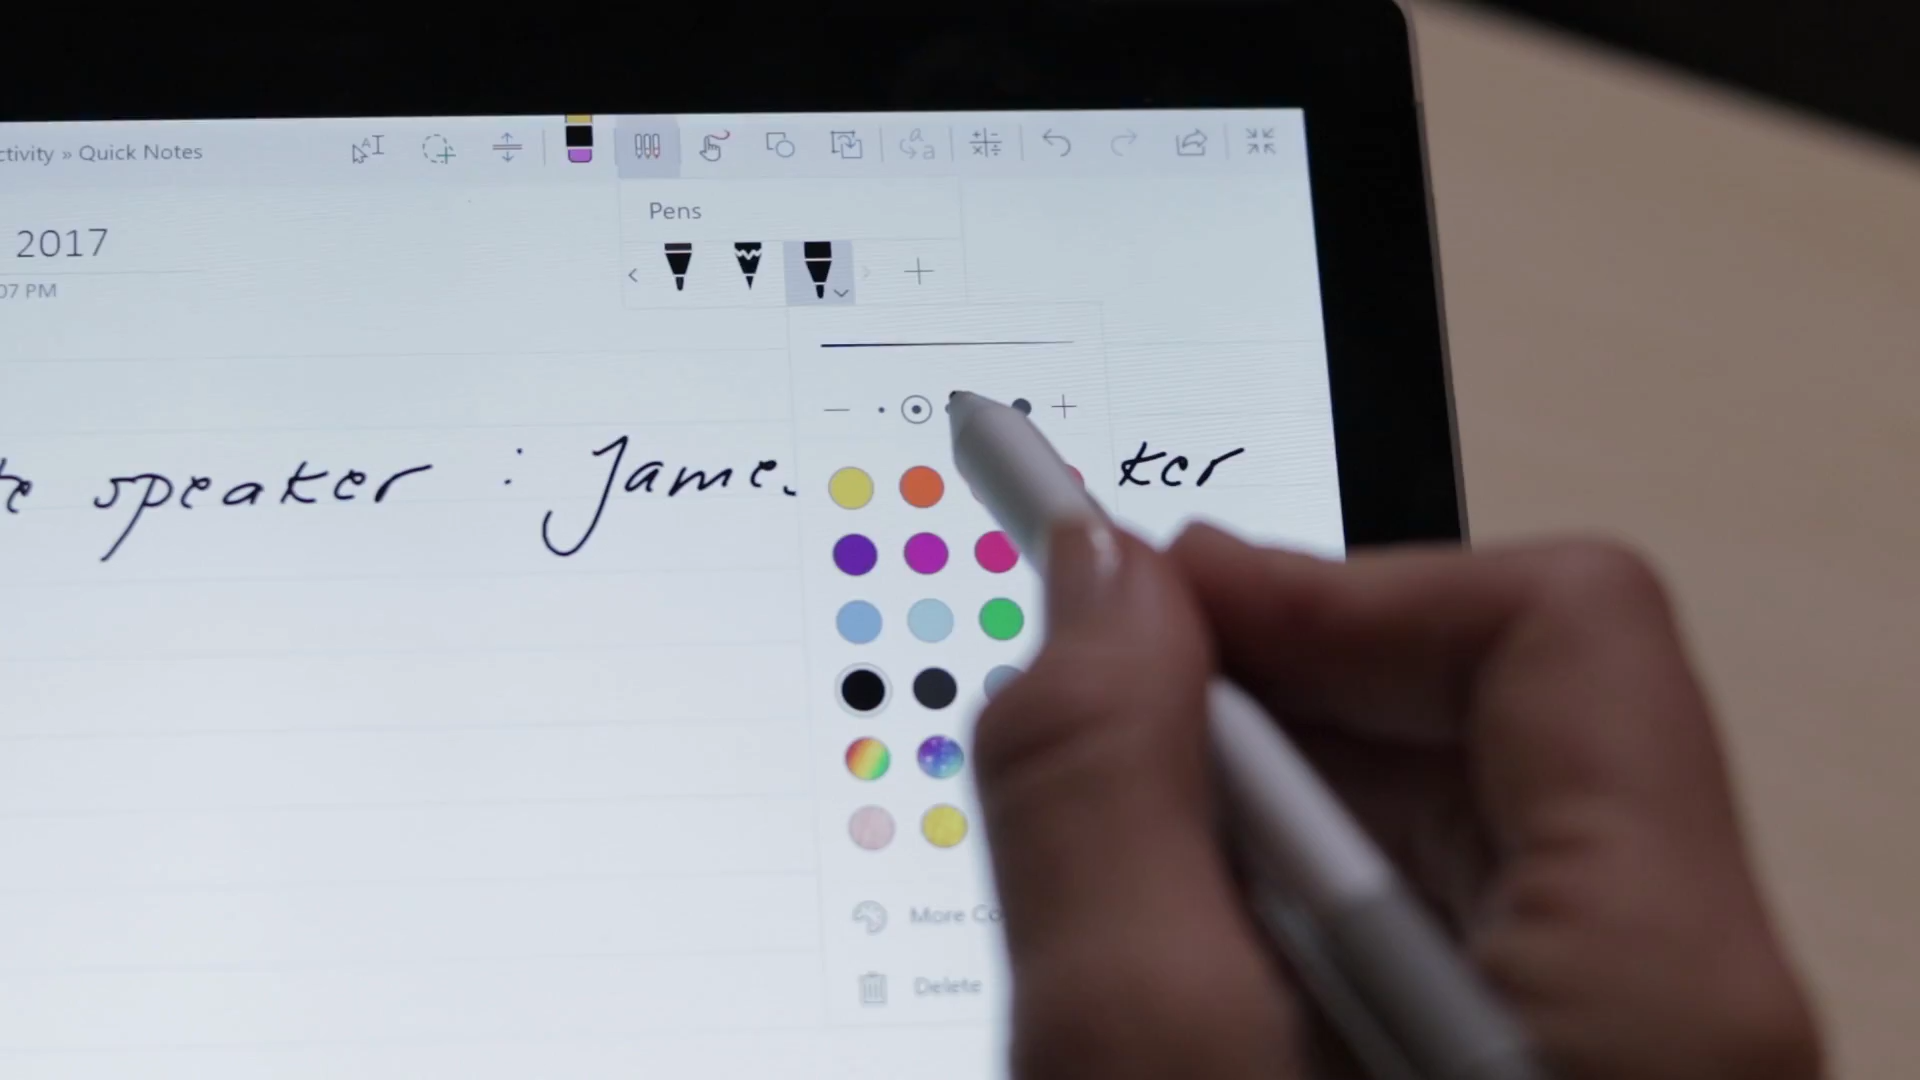 ctivity » Quick Notes
Pens
2017
07 PM
speaker : Jame ker
More Co
Delete